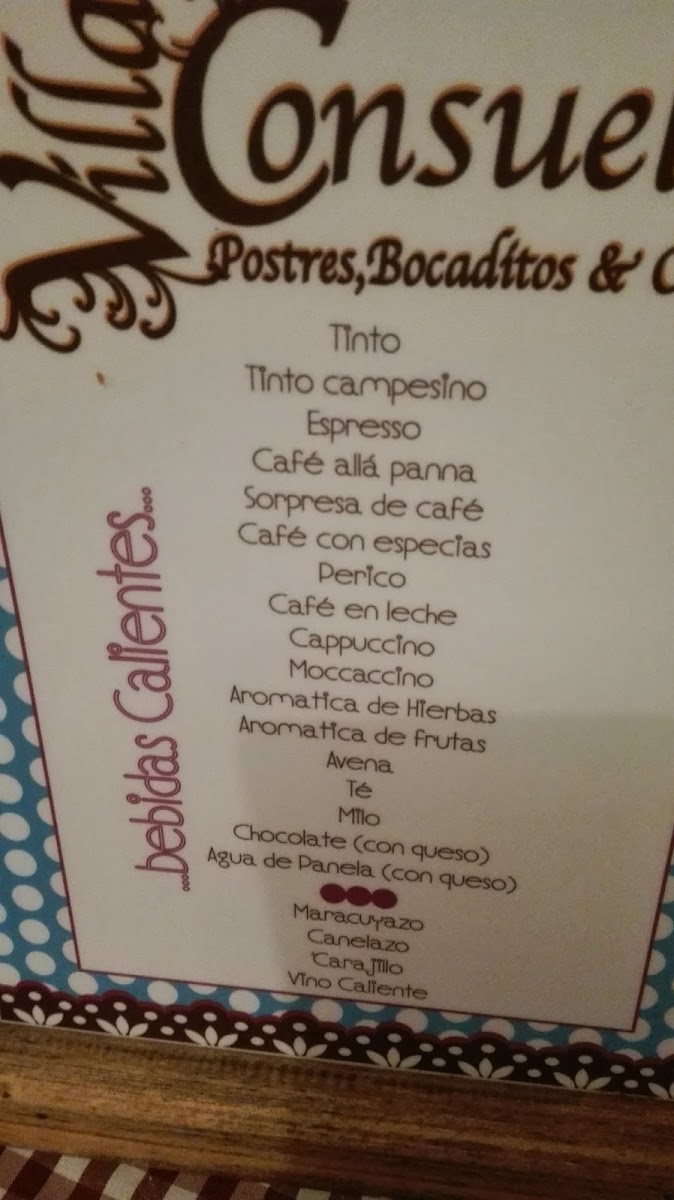 Villa
Consuel
Postres,Bocaditos & C
...bebidas Calientes...
Tinto
Tinto campesino
Espresso
Café allá panna
Sorpresa de café
Café con especias
Perico
Café en leche
Cappuccino
Moccaccino
Aromatica de Hierbas
Aromatica de frutas
Avena
Té
Milo
Chocolate (con queso)
Agua de Panela (con queso)
Maracuyazo
Canelazo
Carajillo
Vino Caliente